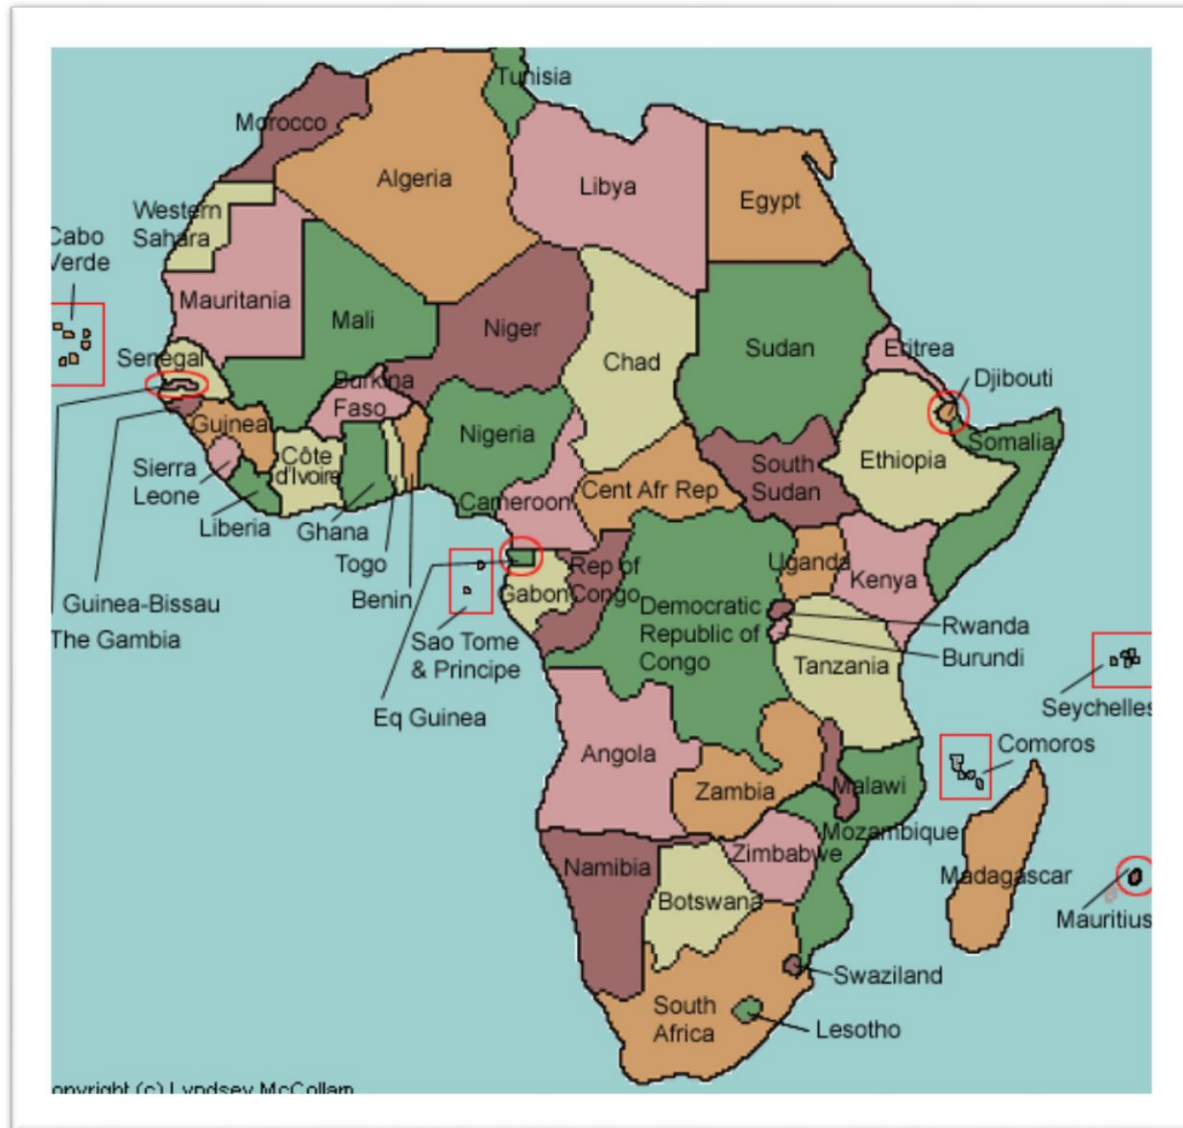 Tunisia
Morocco
Algeria
Libya
Egypt
Western
Sahara
Cabo
Verde
Mauritania
Mali
Niger
Chad
Sudan
Eritrea
Djibouti
Senegal
Burkina
Faso
Guinea
Nigeria
Côte
d'Ivoire
Somalia
Ethiopia
South
Sudan
Sierra
Leone
Liberia
Ghana
Togo
Benin
Cameroon
Cent Afr Rep
Guinea-Bissau
The Gambia
Sao Tome
& Principe
Eq Guinea
Gabon
Rep of
Congo
Democratic
Republic of
Congo
Uganda
Kenya
Rwanda
Burundi
Tanzania
Seychelles
Comoros
Angola
Zambia
Malawi
Mozambique
Zimbabwe
Namibia
Botswana
Madagascar
Mauritius
Swaziland
South
Africa
Lesotho
opyright (c) Lyndsey McCollam